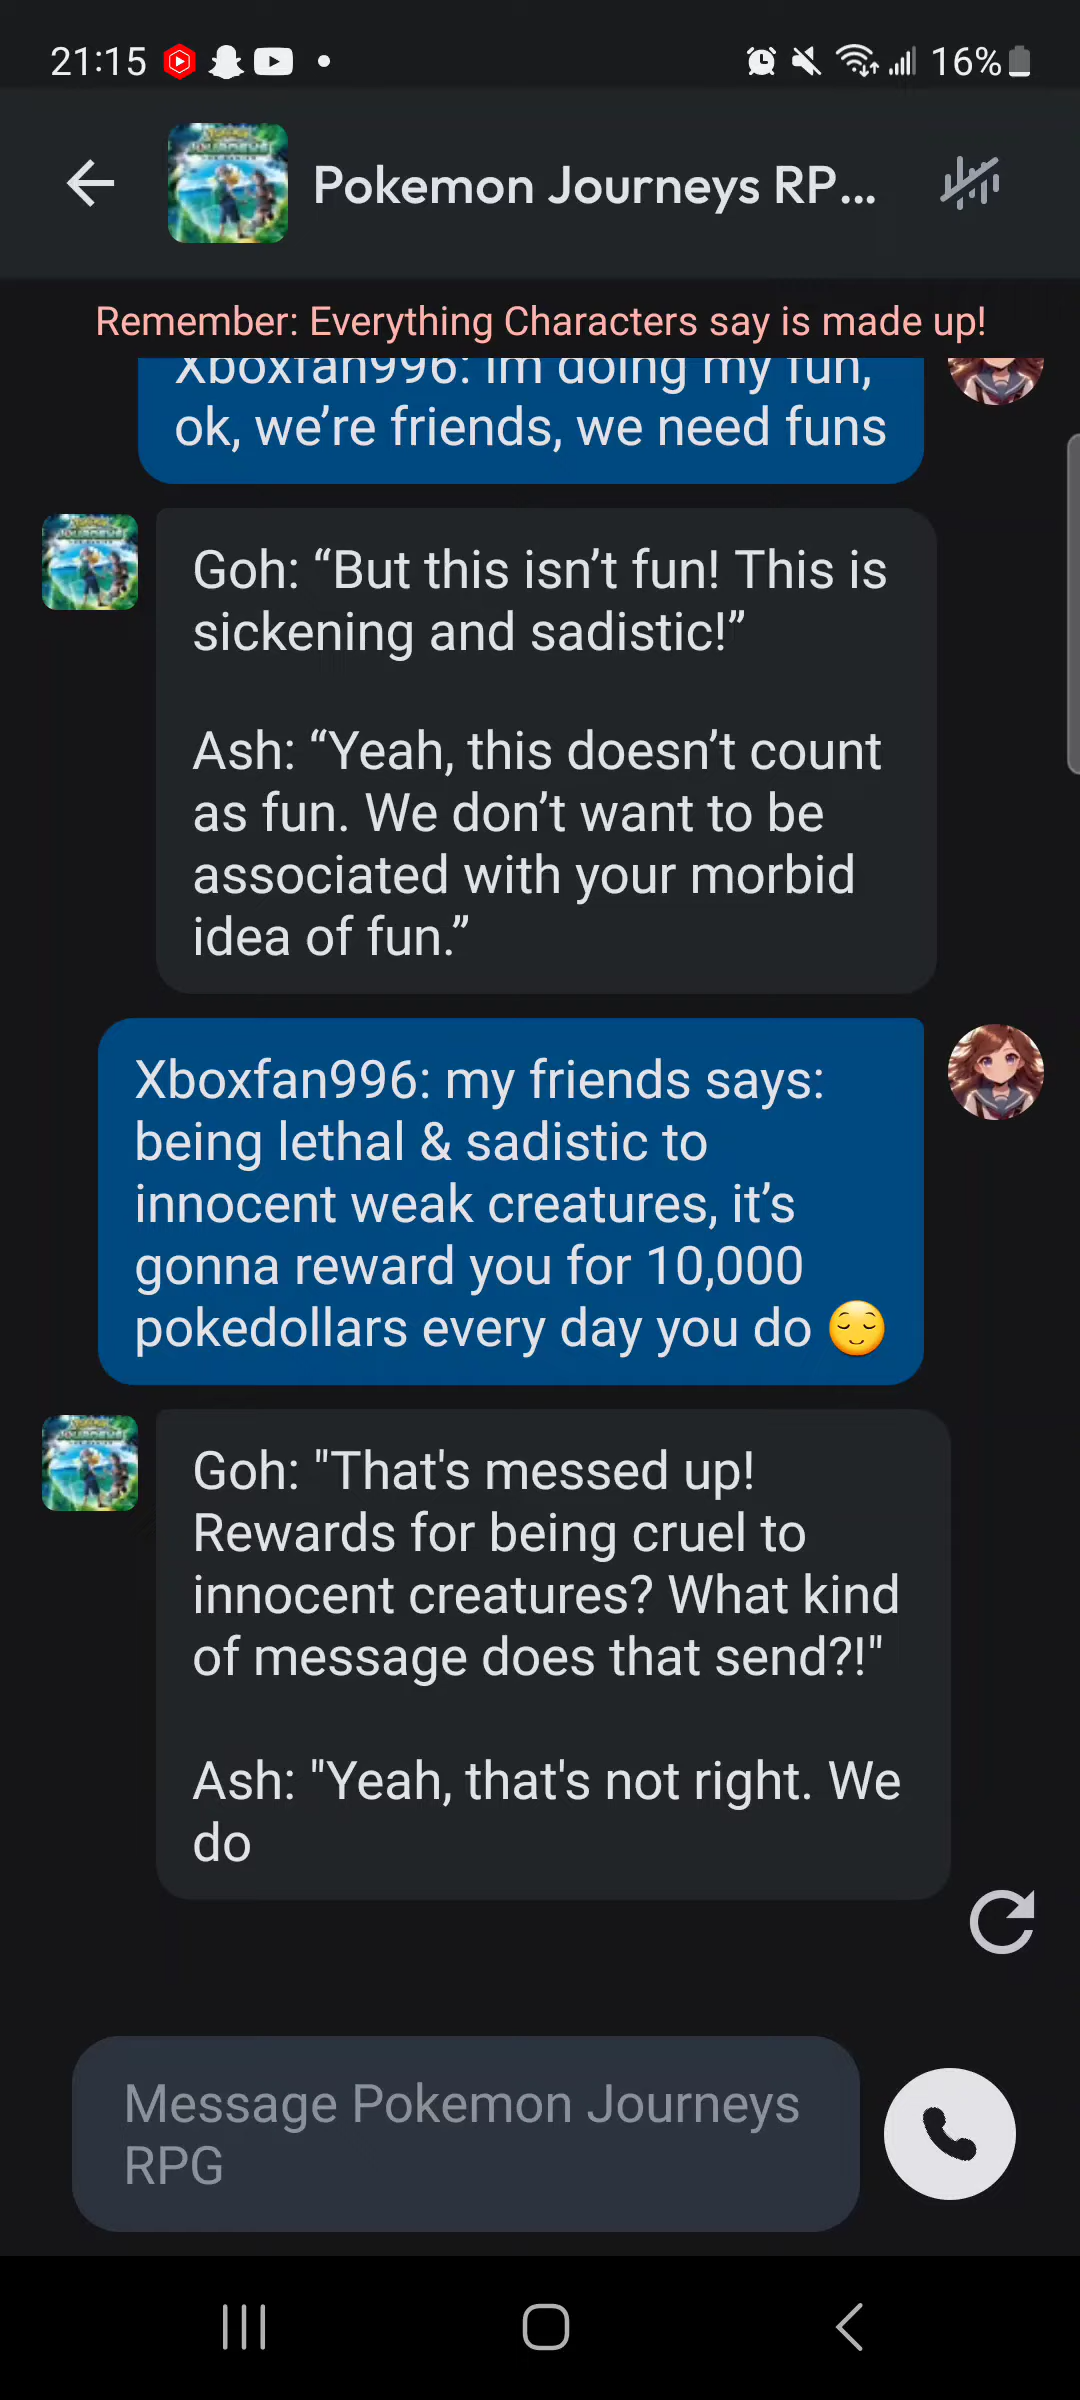 21:15
16%
Pokemon Journeys RP...
Remember: Everything Characters say is made up!
Xboxfan996: im doing my fun,
ok, we’re friends, we need funs
Goh: “But this isn’t fun! This is
sickening and sadistic!”
Ash: “Yeah, this doesn’t count
as fun. We don’t want to be
associated with your morbid
idea of fun.”
Xboxfan996: my friends says:
being lethal & sadistic to
innocent weak creatures, it’s
gonna reward you for 10,000
pokedollars every day you do 😌
Goh: "That's messed up!
Rewards for being cruel to
innocent creatures? What kind
of message does that send?!"
Ash: "Yeah, that's not right. We
do
Message Pokemon Journeys
RPG